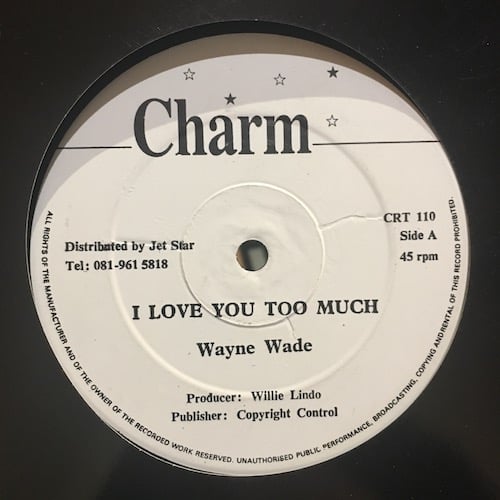 Charm
CRT 110
Side A
45 rpm
Distributed by Jet Star
Tel: 081-961 5818
I LOVE YOU TOO MUCH
Wayne Wade
Producer: Willie Lindo
Publisher: Copyright Control
ALL RIGHTS OF THE MANUFACTURER AND OF THE OWNER OF THE RECORDED WORK RESERVED. UNAUTHORISED PUBLIC PERFORMANCE, BROADCASTING, COPYING AND RENTAL OF THIS RECORD PROHIBITED.